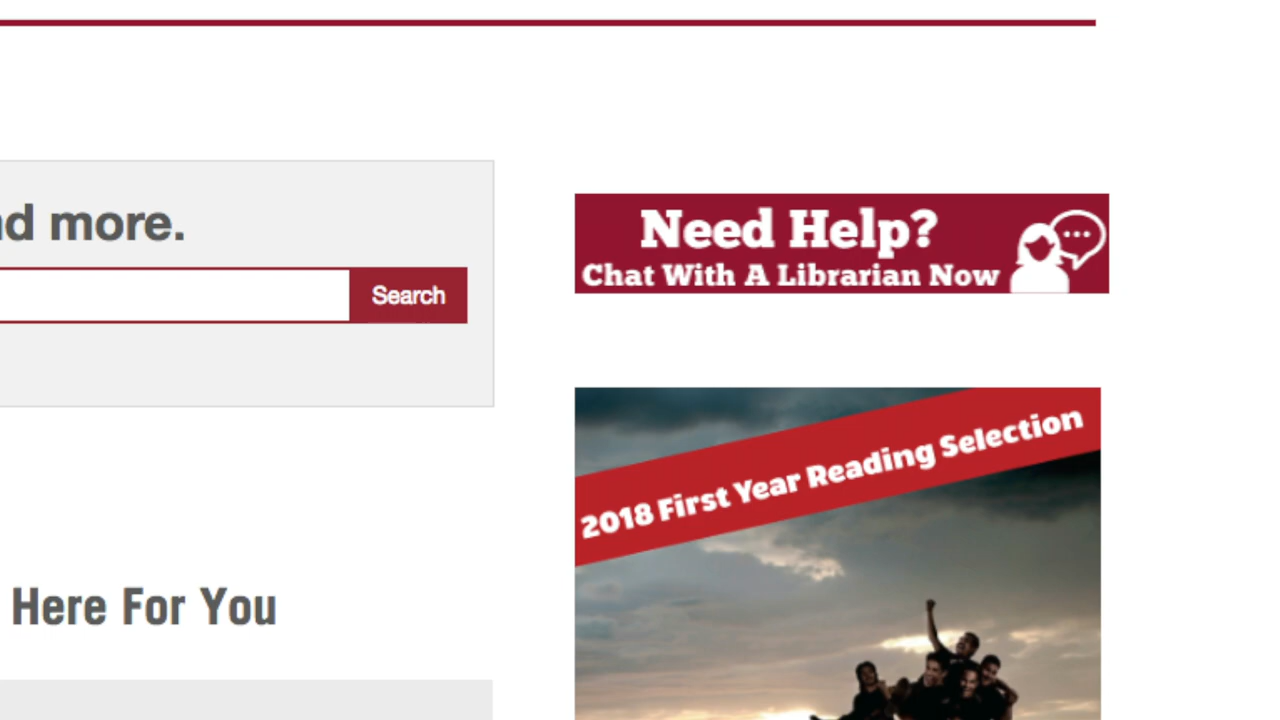 nd more.
Search
Need Help?
Chat With A Librarian Now
2018 First Year Reading Selection
Here For You